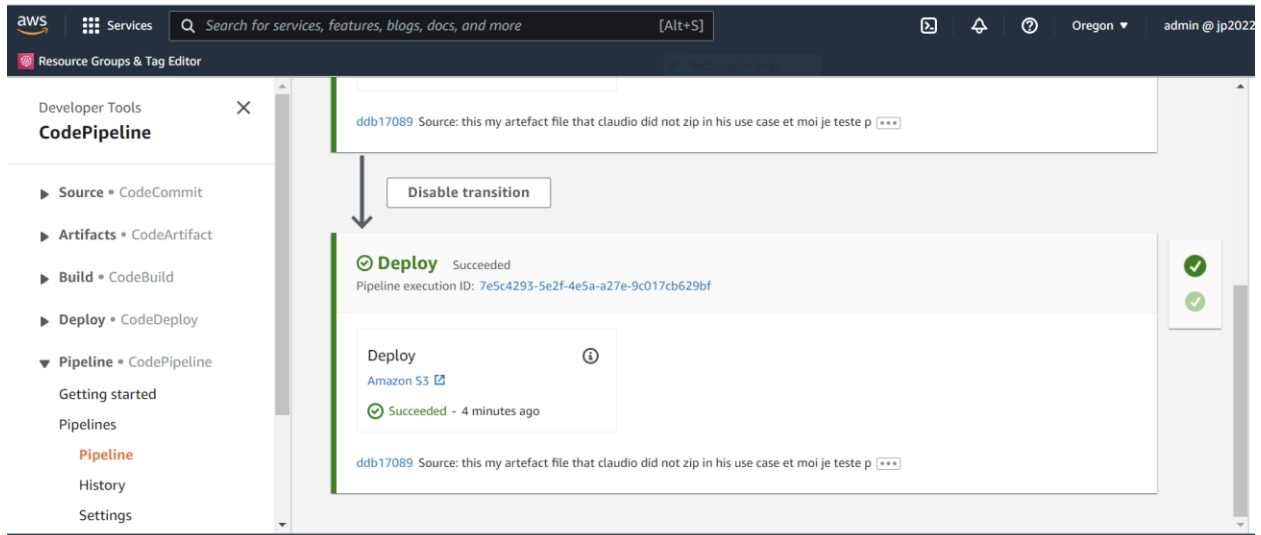 aws
Services
Search for services, features, blogs, docs, and more
[Alt+S]
Oregon ▼
admin @ jp2022
Resource Groups & Tag Editor
Developer Tools
CodePipeline
Source • CodeCommit
Artifacts • CodeArtifact
Build • CodeBuild
Deploy • CodeDeploy
Pipeline • CodePipeline
Getting started
Pipelines
Pipeline
History
Settings
ddb17089 Source: this my artefact file that claudio did not zip in his use case et moi je teste p
Disable transition
Deploy Succeeded
Pipeline execution ID: 7e5c4293-5e2f-4e5a-a27e-9c017cb629bf
Deploy
Amazon S3
Succeeded - 4 minutes ago
ddb17089 Source: this my artefact file that claudio did not zip in his use case et moi je teste p